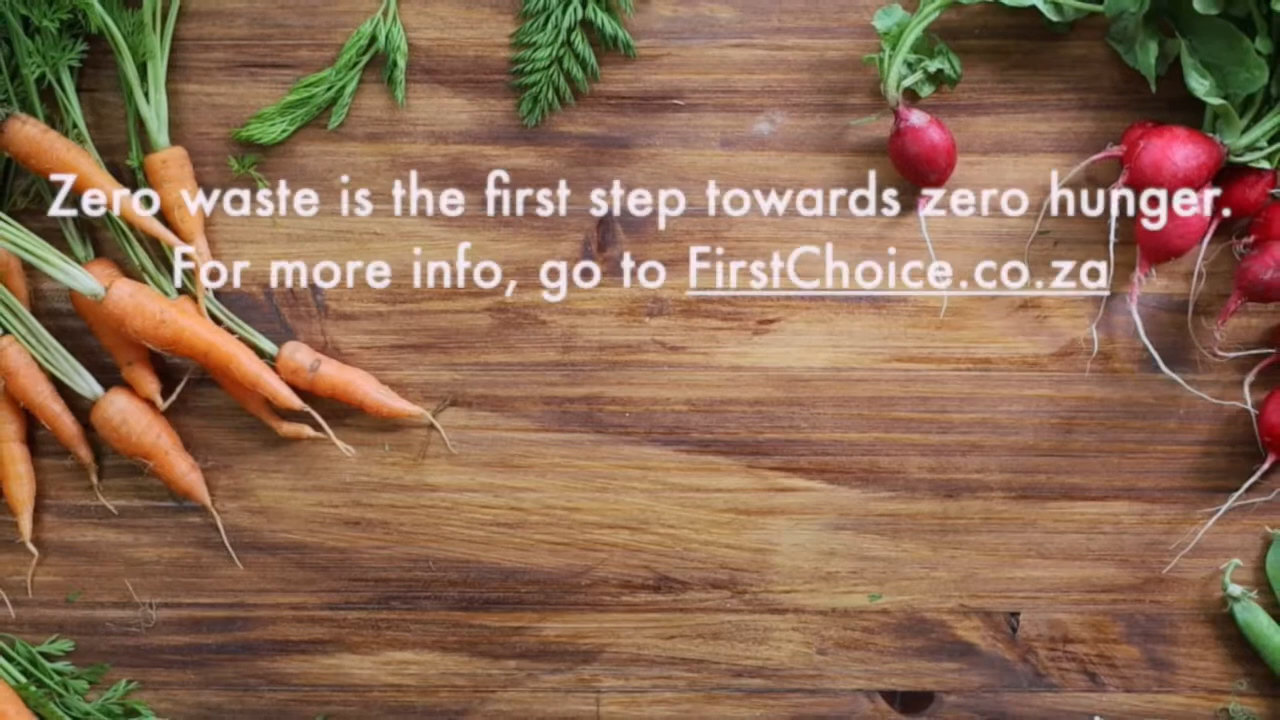 Zero waste is the first step towards zero hunger.
For more info, go to FirstChoice.co.za